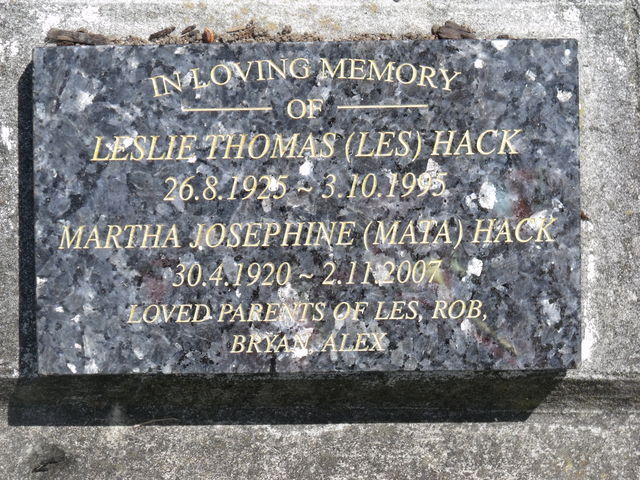 IN LOVING MEMORY
OF
LESLIE THOMAS (LES) HACK
26.8.1925 ~ 3.10.1995
MARTHA JOSEPHINE (MATA) HACK
30.4.1920 ~ 2.11.2007
LOVED PARENTS OF LES, ROB,
BRYAN, ALEX